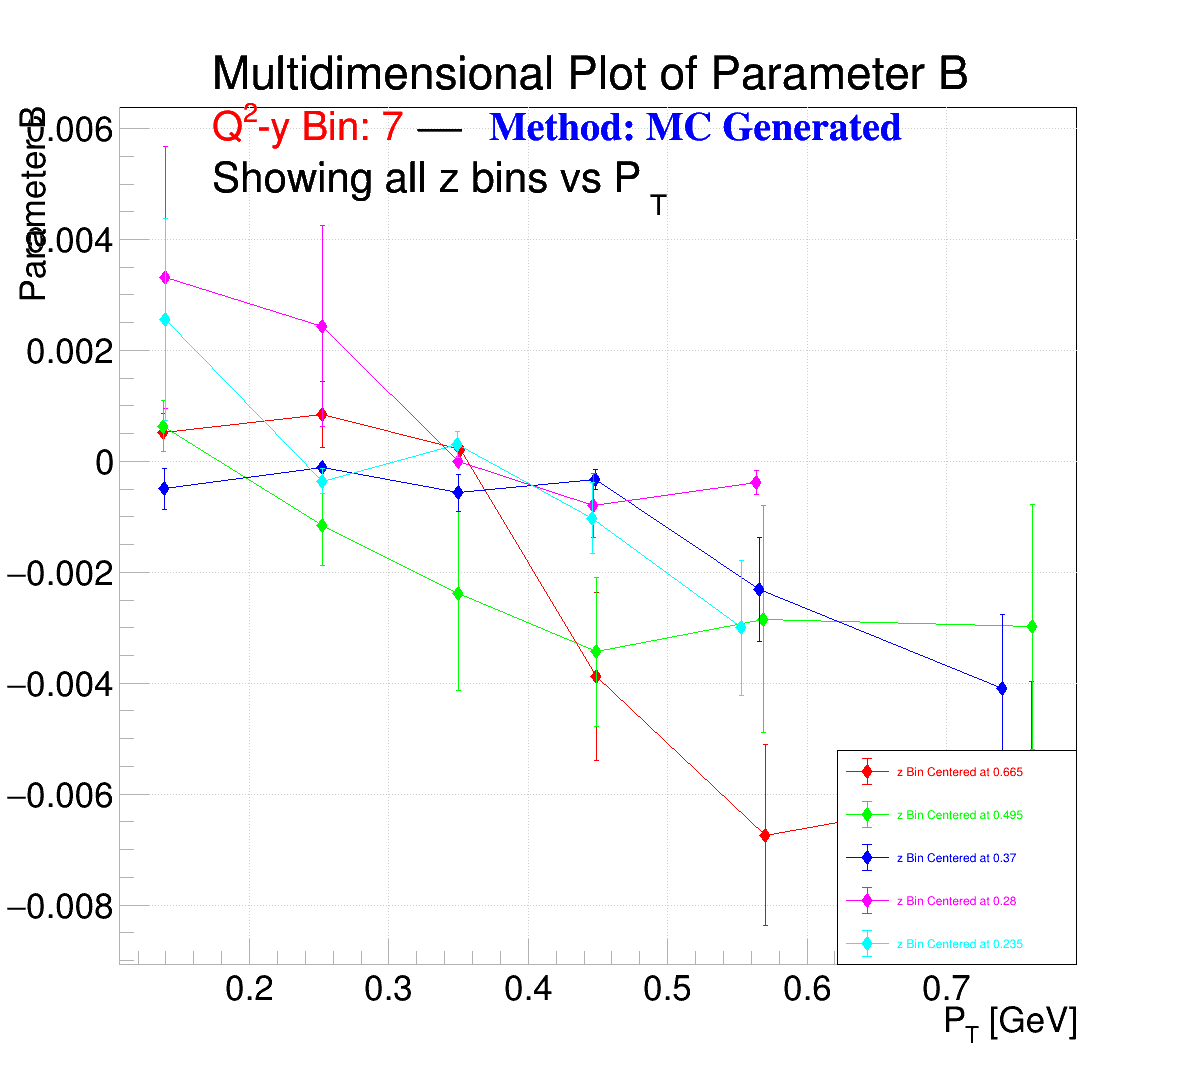 Multidimensional Plot of Parameter B
Q²-y Bin: 7 — Method: MC Generated
Showing all z bins vs P_T
Parameter B
0.006
0.004
0.002
0
−0.002
−0.004
−0.006
−0.008
z Bin Centered at 0.665
z Bin Centered at 0.495
z Bin Centered at 0.37
z Bin Centered at 0.28
z Bin Centered at 0.235
0.2 0.3 0.4 0.5 0.6 0.7
P_T [GeV]